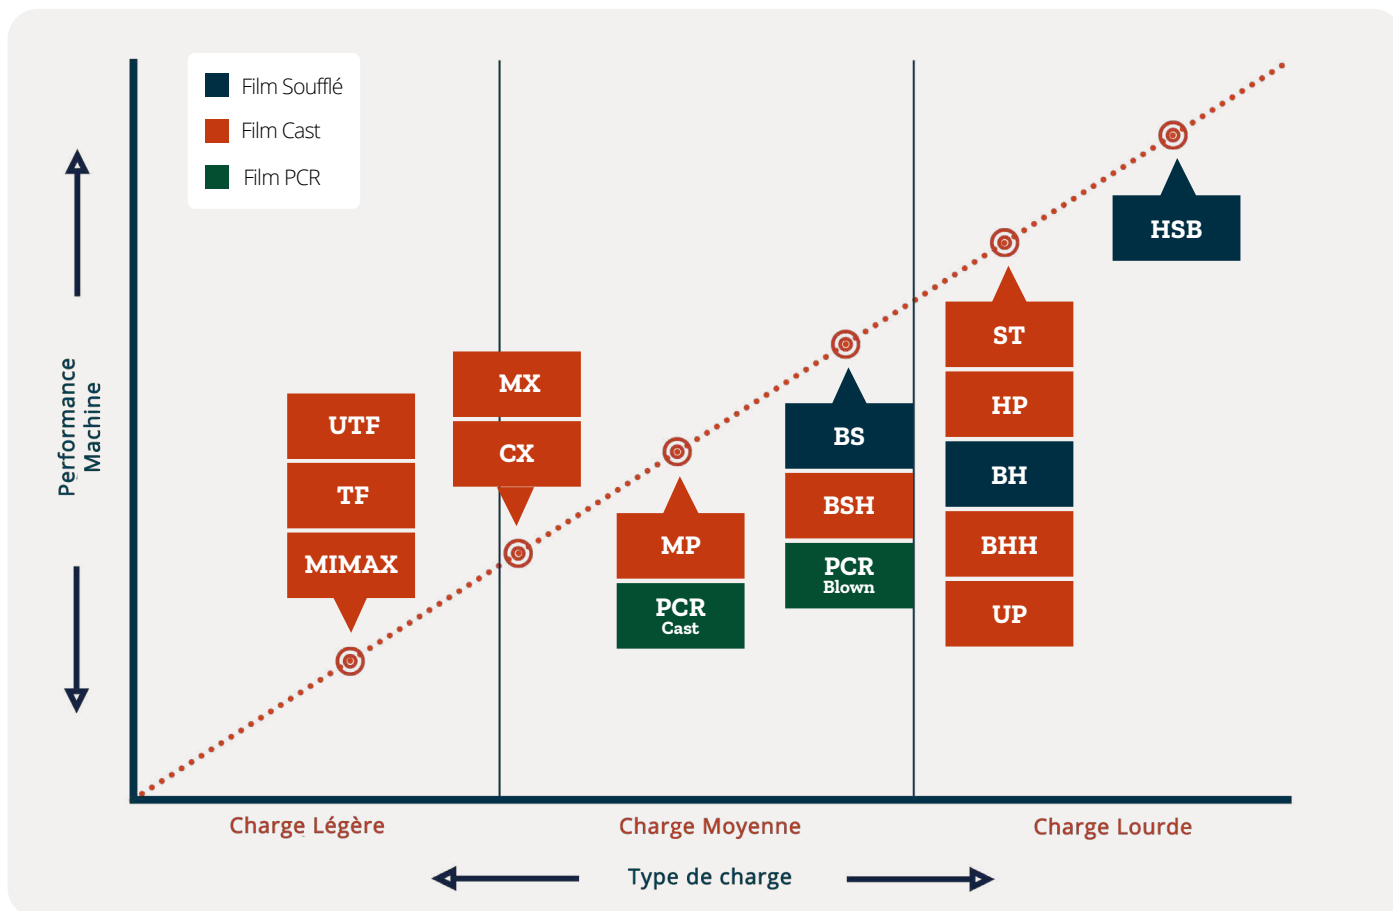 Film Soufflé
Film Cast
Film PCR
Performance
Machine
UTF
TF
MIMAX
MX
CX
MP
PCR
Cast
BS
BSH
PCR
Blown
ST
HP
BH
BHH
UP
HSB
Charge Légère
Charge Moyenne
Charge Lourde
Type de charge